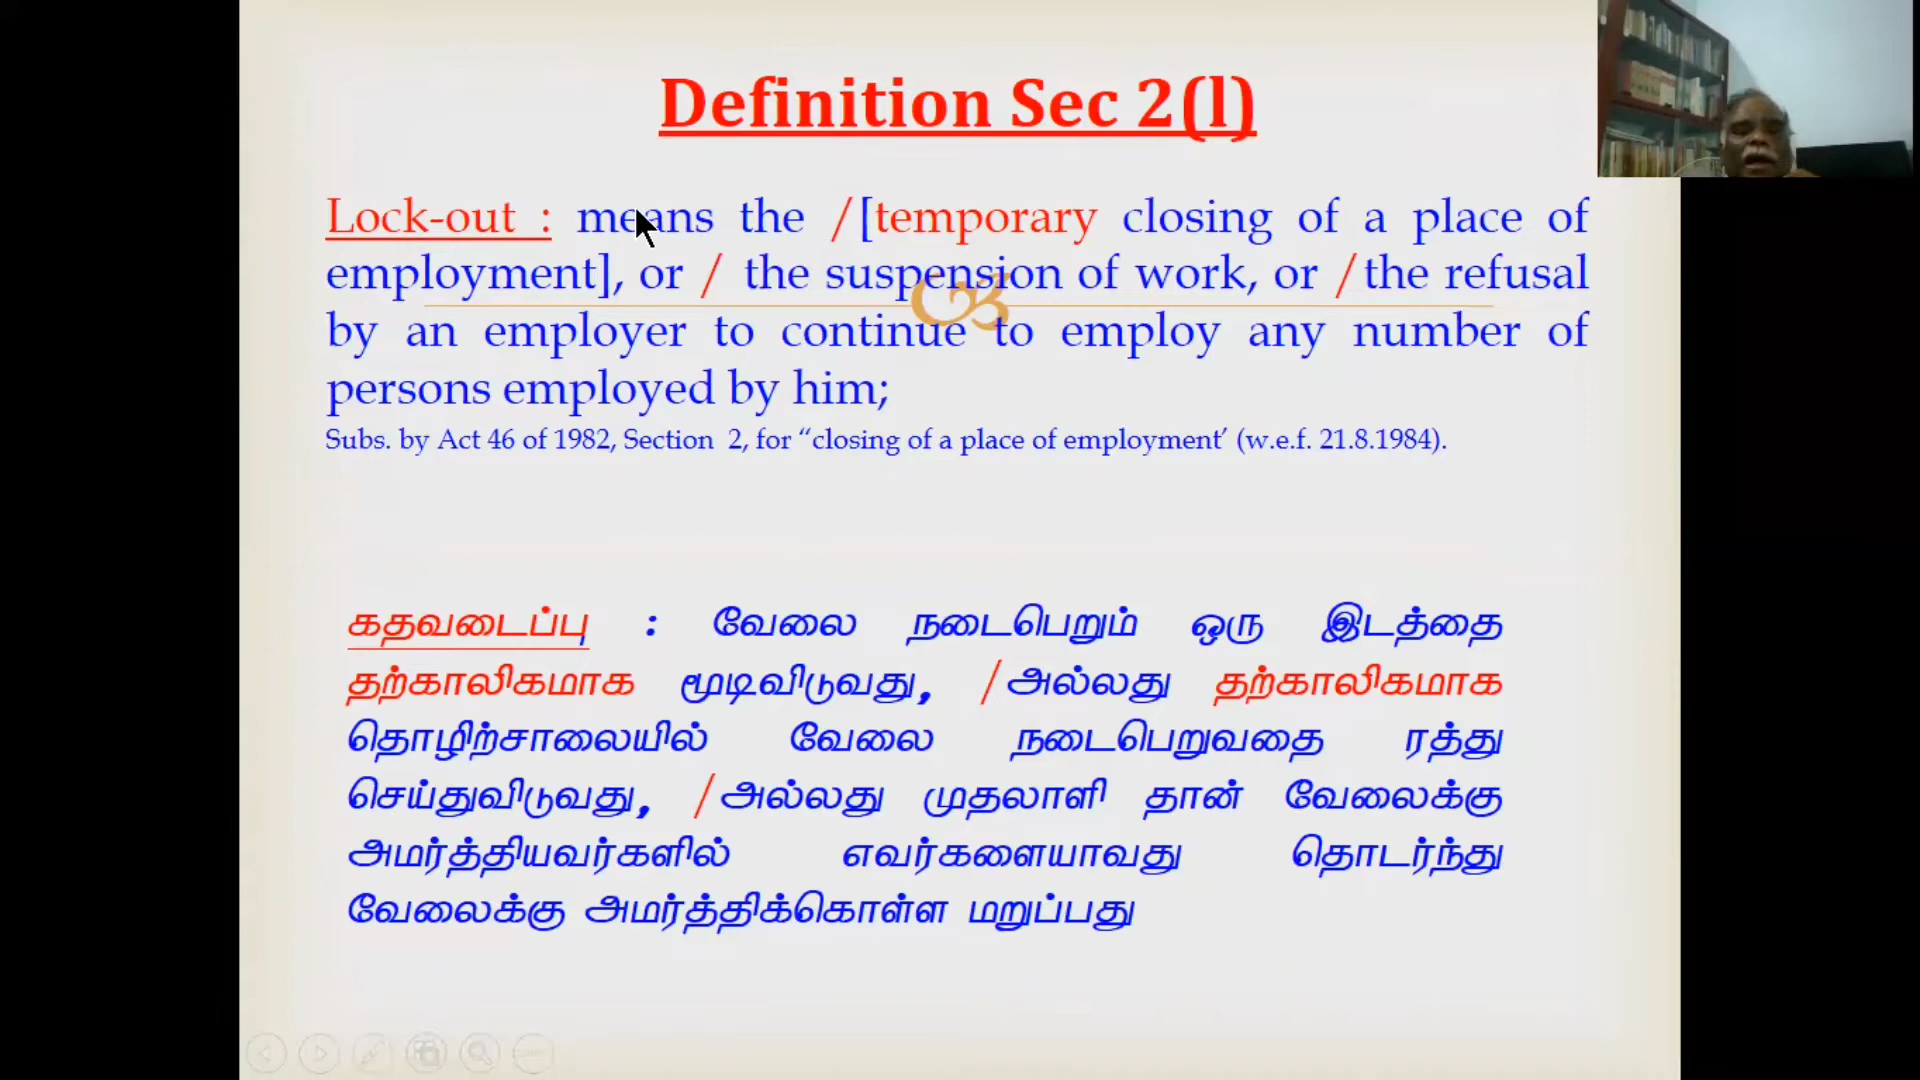 Definition Sec 2(l)
Lock-out : means the /[temporary closing of a place of
employment], or / the suspension of work, or /the refusal
by an employer to continue to employ any number of
persons employed by him;
Subs. by Act 46 of 1982, Section 2, for “closing of a place of employment’ (w.e.f. 21.8.1984).
கதவடைப்பு : வேலை நடைபெறும் ஒரு இடத்தை
தற்காலிகமாக மூடிவிடுவது, /அல்லது தற்காலிகமாக
தொழிற்சாலையில் வேலை நடைபெறுவதை ரத்து
செய்துவிடுவது, /அல்லது முதலாளி தான் வேலைக்கு
அமர்த்தியவர்களில் எவர்களையாவது தொடர்ந்து
வேலைக்கு அமர்த்திக்கொள்ள மறுப்பது